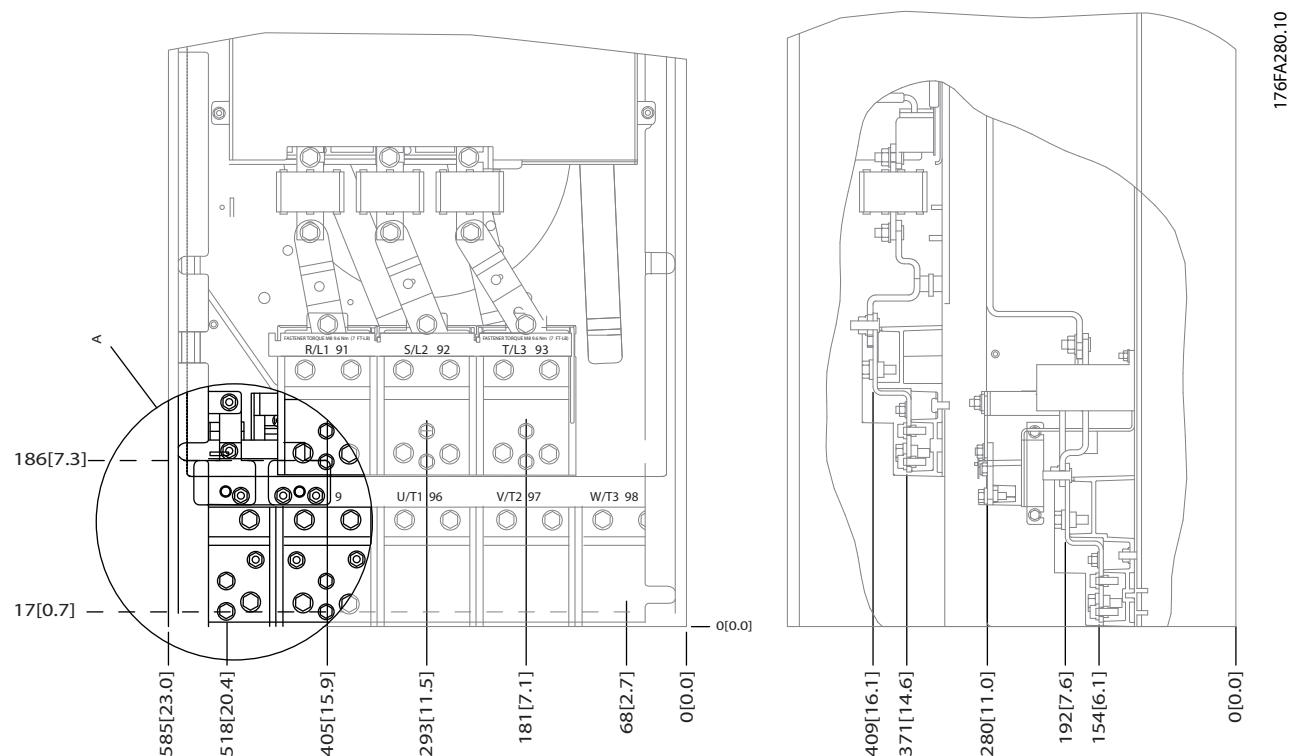 176FA280.10
A
FASTENER TORQUE M8 9.6 Nm (7 FT-LB)
FASTENER TORQUE M8 9.6 Nm (7 FT-LB)
R/L1 91
S/L2 92
T/L3 93
186[7.3]
9
U/T1 96
V/T2 97
W/T3 98
17[0.7]
0[0.0]
585[23.0]
518[20.4]
405[15.9]
293[11.5]
181[7.1]
68[2.7]
0[0.0]
409[16.1]
371[14.6]
280[11.0]
192[7.6]
154[6.1]
0[0.0]